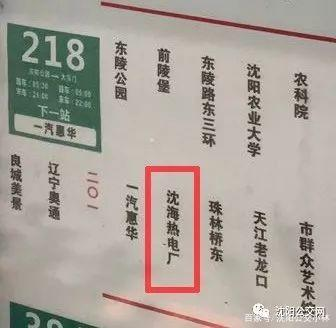 218
下一站
一汽惠华
东陵公园
前陵堡
东陵路东三环
沈阳农业大学
农科院
良城美景
辽宁奥通
二〇一
一汽惠华
沈海热电厂
珠林桥东
天江老龙口
市群众艺术
沈阳公交网